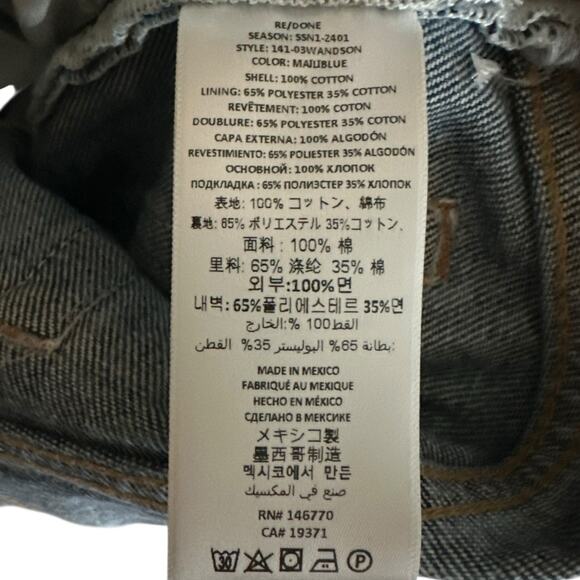 RE/DONE
SEASON: SSN1-2401
STYLE: 141-03WANDSON
COLOR: MAILIBLUE
SHELL: 100% COTTON
LINING: 65% POLYESTER 35% COTTON
REVÊTEMENT: 100% COTTON
DOUBLURE: 65% POLYESTER 35% COTTON
CAPA EXTERNA: 100% ALGODÓN
REVESTIMIENTO: 65% POLIESTER 35% ALGODÓN
ОСНОВНОЙ: 100% ХЛОПОК
ПОДКЛАДКА: 65% ПОЛИЭСТЕР 35% ХЛОПОК
表地: 100% コットン、綿布
裏地: 65% ポリエステル 35%コットン、
面料: 100% 棉
里料: 65% 涤纶 35% 棉
외부:100%면
내벽: 65%폴리에스테르 35%면
القط100 %:الخارج
بطانة 65% البوليستر 35% القطن:
MADE IN MEXICO
FABRIQUÉ AU MEXIQUE
HECHO EN MÉXICO
СДЕЛАНО В МЕКСИКЕ
メキシコ製
墨西哥制造
멕시코에서 만든
صنع في المكسيك
RN# 146770
CA# 19371
30 P